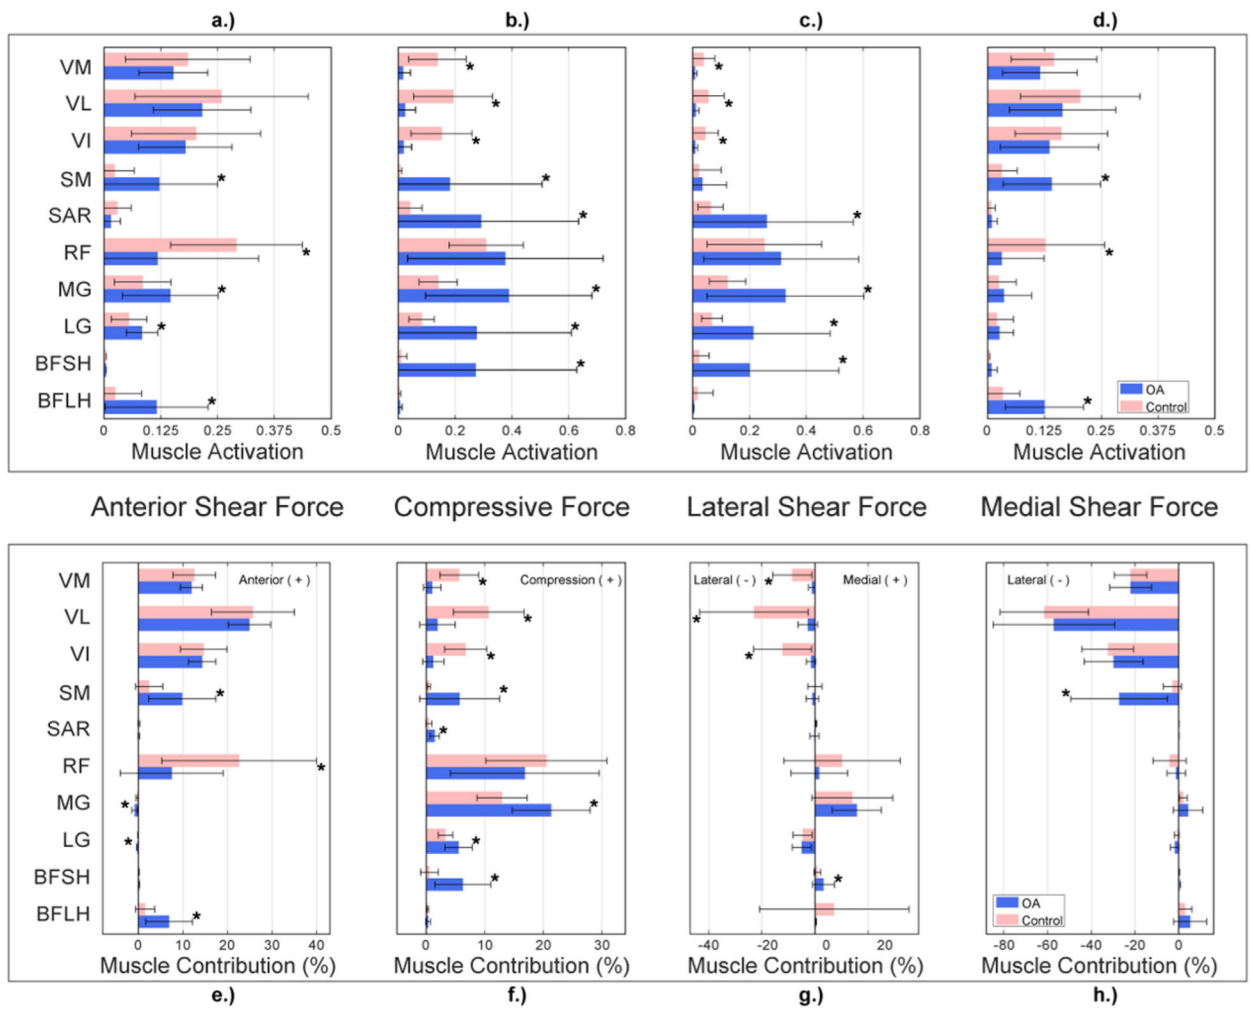 a.) b.) c.) d.)
VM
VL
VI
SM
SAR
RF
MG
LG
BFSH
BFLH
* * * * *
* * * * * * * *
* * * * * * *
* * *
OA
Control
0 0.125 0.25 0.375 0.5
0 0.2 0.4 0.6 0.8
0 0.2 0.4 0.6 0.8
0 0.125 0.25 0.375 0.5
Muscle Activation Muscle Activation Muscle Activation Muscle Activation
Anterior Shear Force Compressive Force Lateral Shear Force Medial Shear Force
Anterior ( + ) Compression ( + ) Lateral ( - ) Medial ( + ) Lateral ( - )
VM
VL
VI
SM
SAR
RF
MG
LG
BFSH
BFLH
* * * * *
* * * * * * * *
* * * *
*
OA
Control
0 10 20 30 40
0 10 20 30
-40 -20 0 20
-80 -60 -40 -20 0
Muscle Contribution (%) Muscle Contribution (%) Muscle Contribution (%) Muscle Contribution (%)
e.) f.) g.) h.)